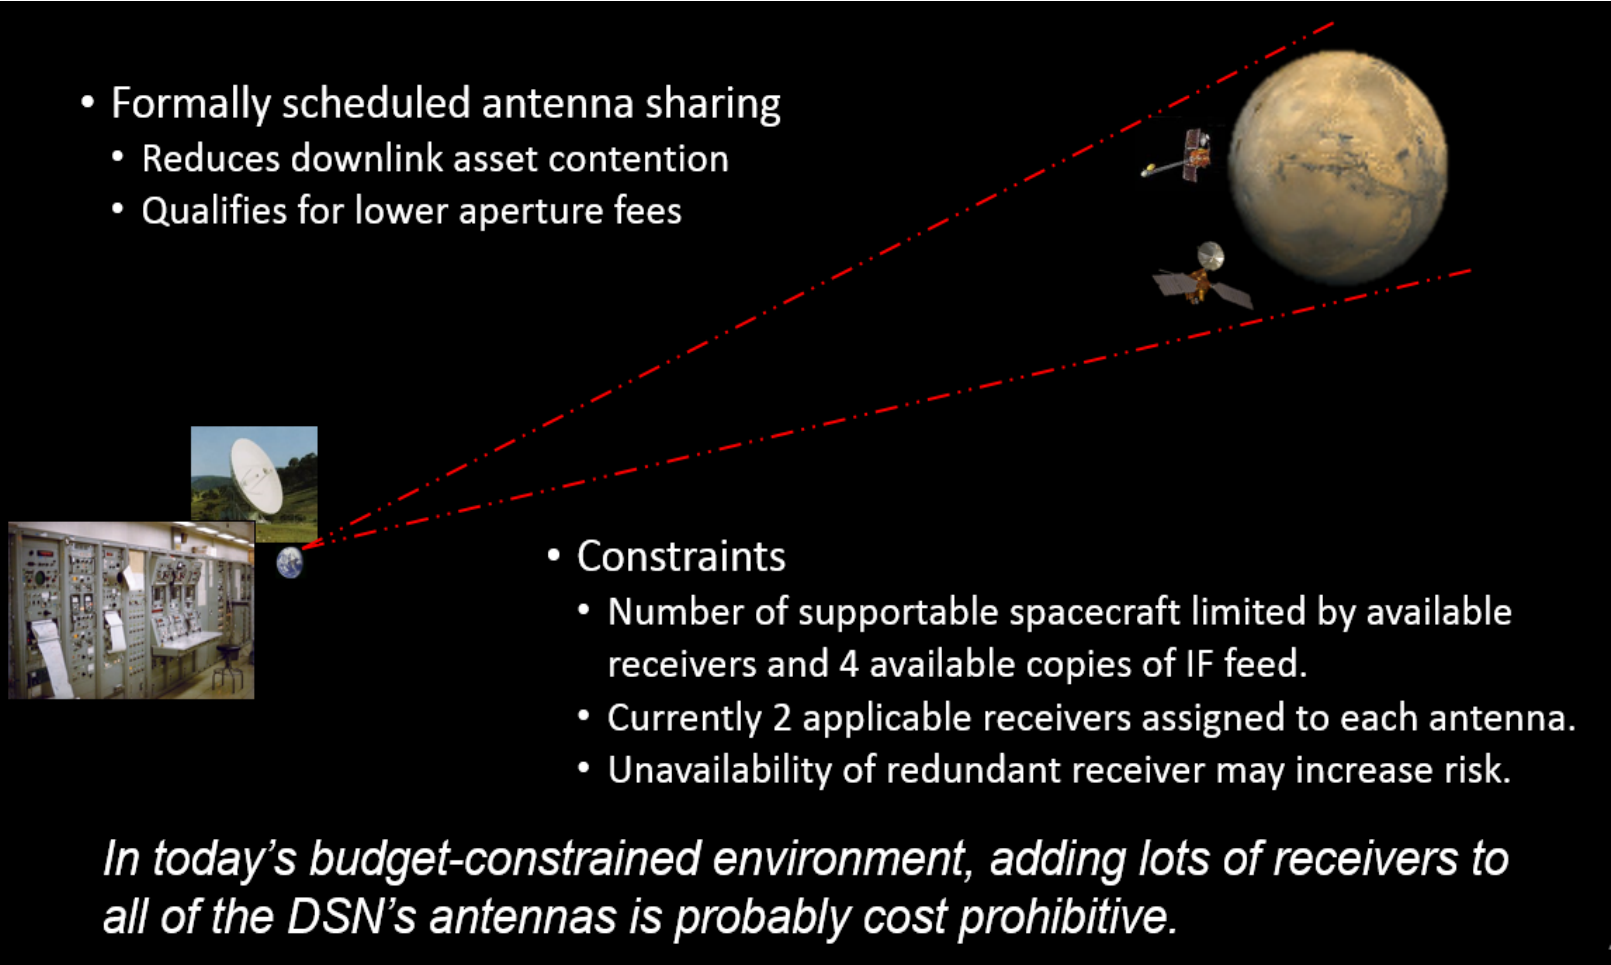 • Formally scheduled antenna sharing
• Reduces downlink asset contention
• Qualifies for lower aperture fees
• Constraints
• Number of supportable spacecraft limited by available
receivers and 4 available copies of IF feed.
• Currently 2 applicable receivers assigned to each antenna.
• Unavailability of redundant receiver may increase risk.
In today’s budget-constrained environment, adding lots of receivers to
all of the DSN’s antennas is probably cost prohibitive.